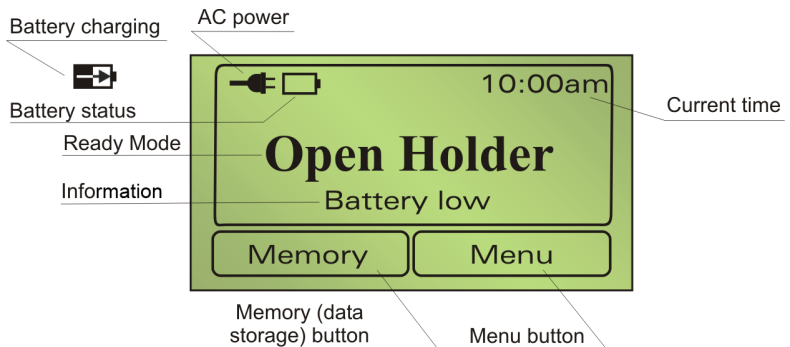 Battery charging
AC power
Battery status
Ready Mode
Information
10:00am
Current time
Open Holder
Battery low
Memory
Menu
Memory (data
storage) button
Menu button